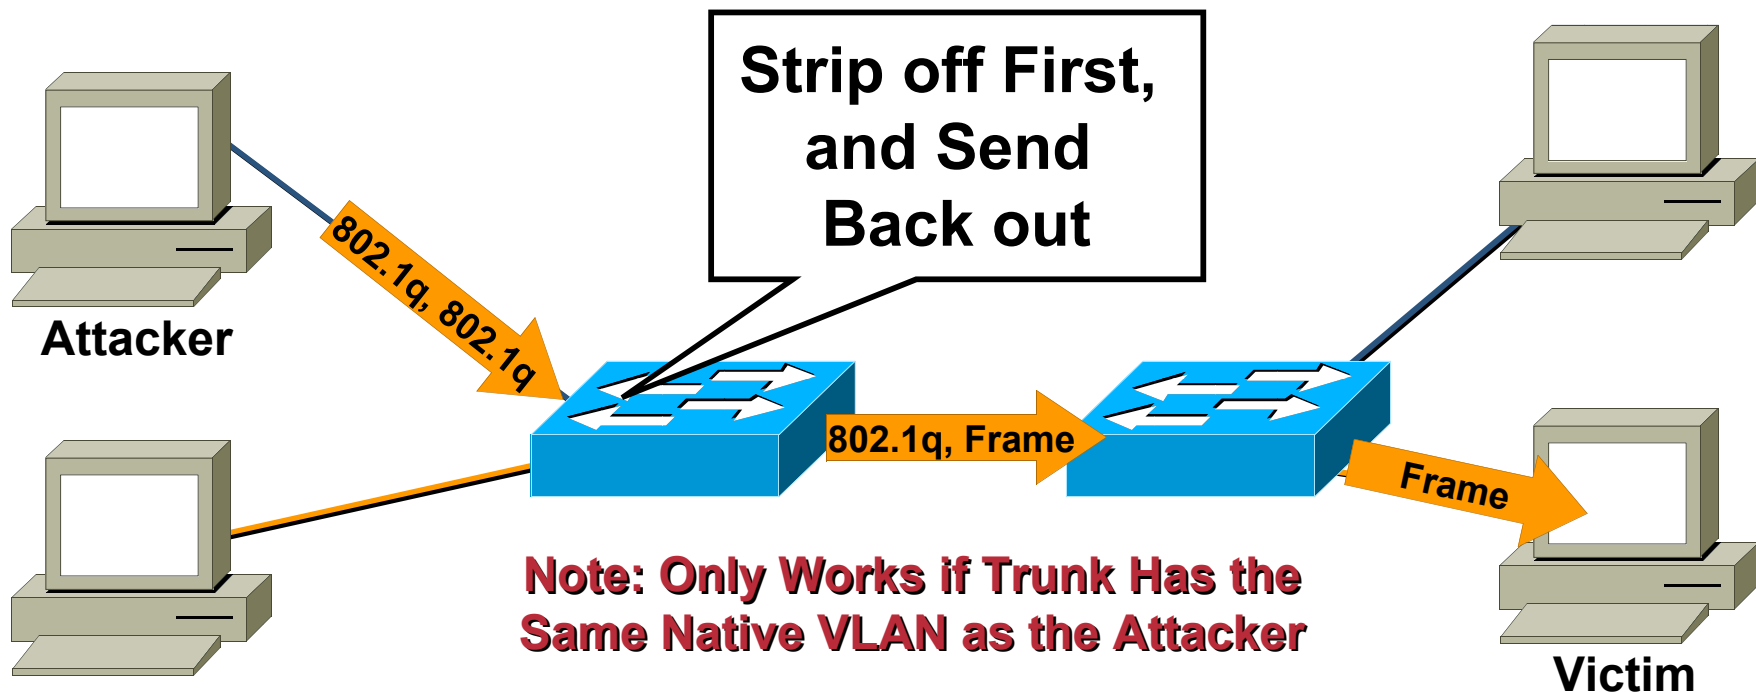 Strip off First,
and Send
Back out
802.1q, 802.1q
Attacker
802.1q, Frame
Frame
Note: Only Works if Trunk Has the
Same Native VLAN as the Attacker
Victim